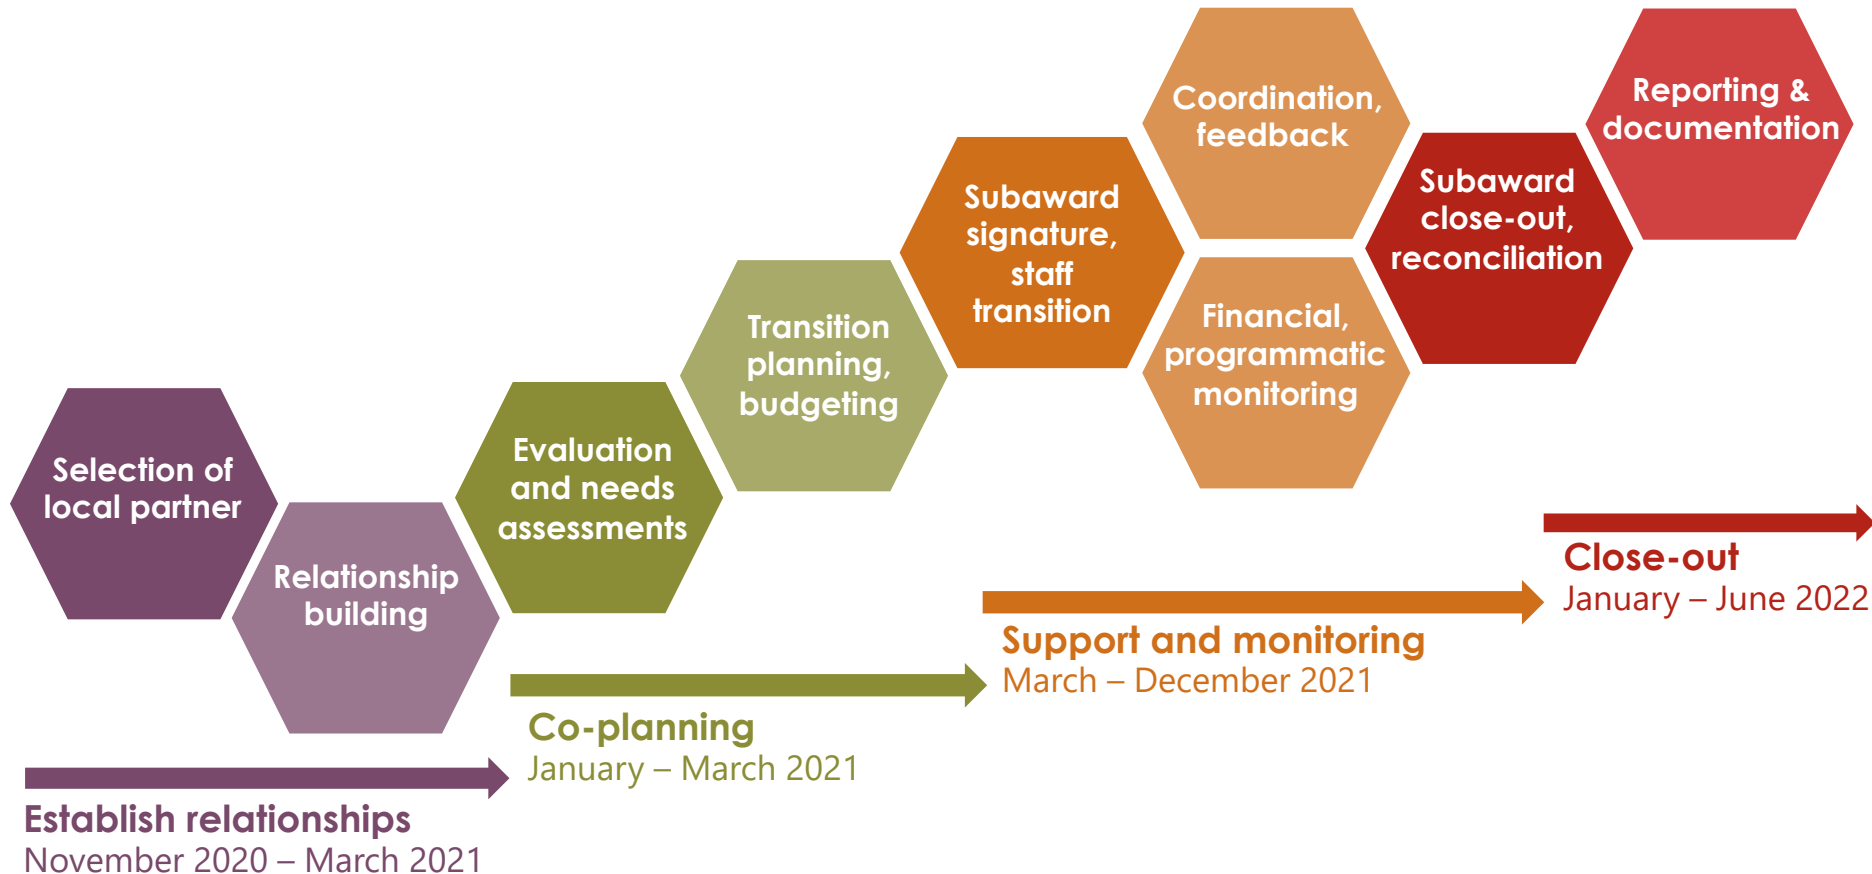 Selection of
local partner
Relationship
building
Evaluation
and needs
assessments
Transition
planning,
budgeting
Subaward
signature,
staff
transition
Coordination,
feedback
Financial,
programmatic
monitoring
Subaward
close-out,
reconciliation
Reporting &
documentation
Establish relationships
November 2020 – March 2021
Co-planning
January – March 2021
Support and monitoring
March – December 2021
Close-out
January – June 2022